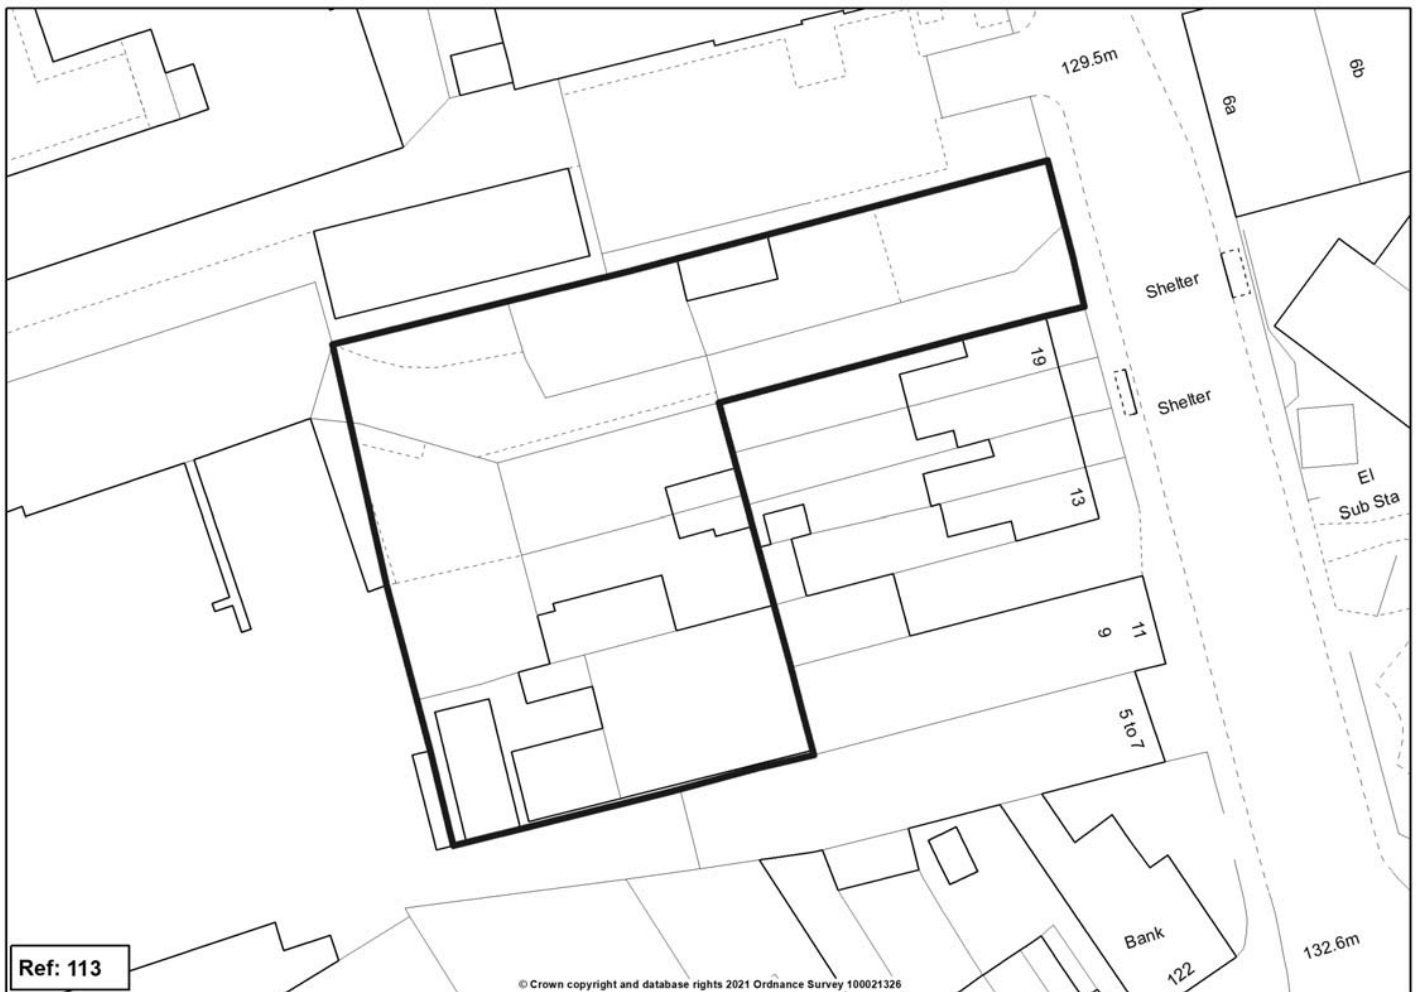 129.5m
6b
6a
Shelter
Shelter
19
El
Sub Sta
13
11
9
5 to 7
Bank
132.6m
122
Ref: 113
© Crown copyright and database rights 2021 Ordnance Survey 100021326